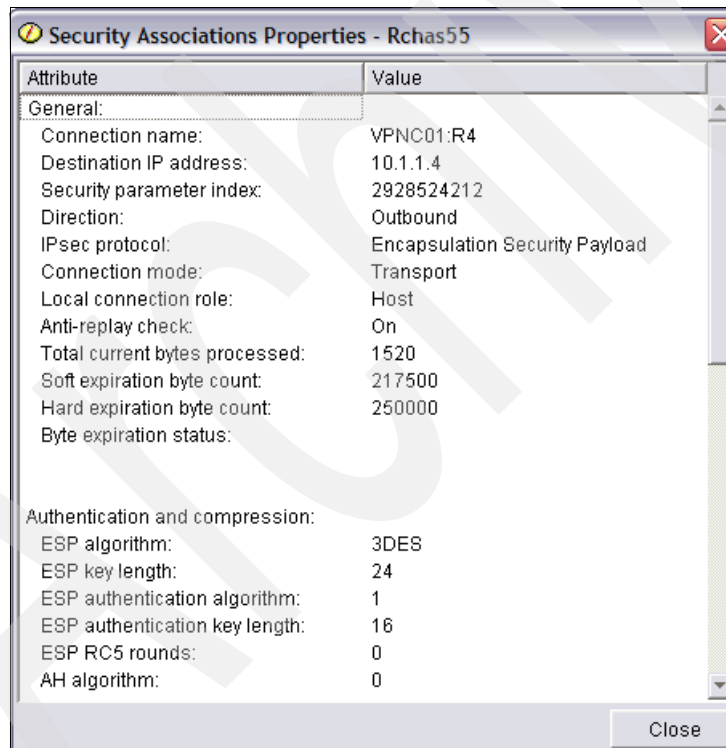 Security Associations Properties - Rchas55
Attribute Value
General:
Connection name: VPNC01:R4
Destination IP address: 10.1.1.4
Security parameter index: 2928524212
Direction: Outbound
IPsec protocol: Encapsulation Security Payload
Connection mode: Transport
Local connection role: Host
Anti-replay check: On
Total current bytes processed: 1520
Soft expiration byte count: 217500
Hard expiration byte count: 250000
Byte expiration status:
Authentication and compression:
ESP algorithm: 3DES
ESP key length: 24
ESP authentication algorithm: 1
ESP authentication key length: 16
ESP RC5 rounds: 0
AH algorithm: 0
Close